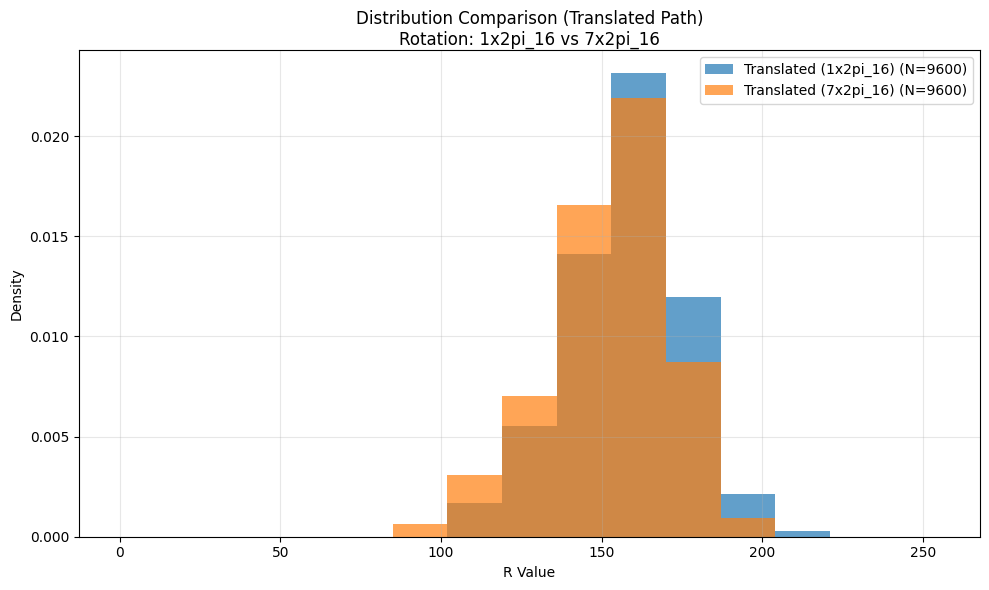 Distribution Comparison (Translated Path)
Rotation: 1x2pi_16 vs 7x2pi_16
Translated (1x2pi_16) (N=9600)
Translated (7x2pi_16) (N=9600)
Density
0.020
0.015
0.010
0.005
0.000
0 50 100 150 200 250
R Value